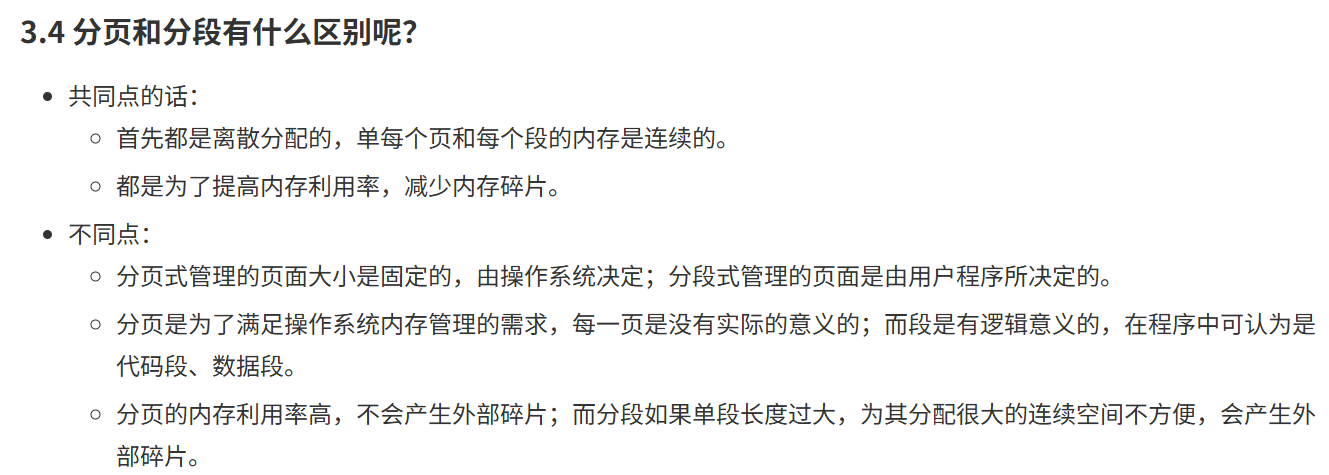 3.4 分页和分段有什么区别呢？
共同点的话：
首先都是离散分配的，单每个页和每个段的内存是连续的。
都是为了提高内存利用率，减少内存碎片。
不同点：
分页式管理的页面大小是固定的，由操作系统决定；分段式管理的页面是由用户程序所决定的。
分页是为了满足操作系统内存管理的需求，每一页是没有实际的意义的；而段是有逻辑意义的，在程序中可认为是
代码段、数据段。
分页的内存利用率高，不会产生外部碎片；而分段如果单段长度过大，为其分配很大的连续空间不方便，会产生外
部碎片。